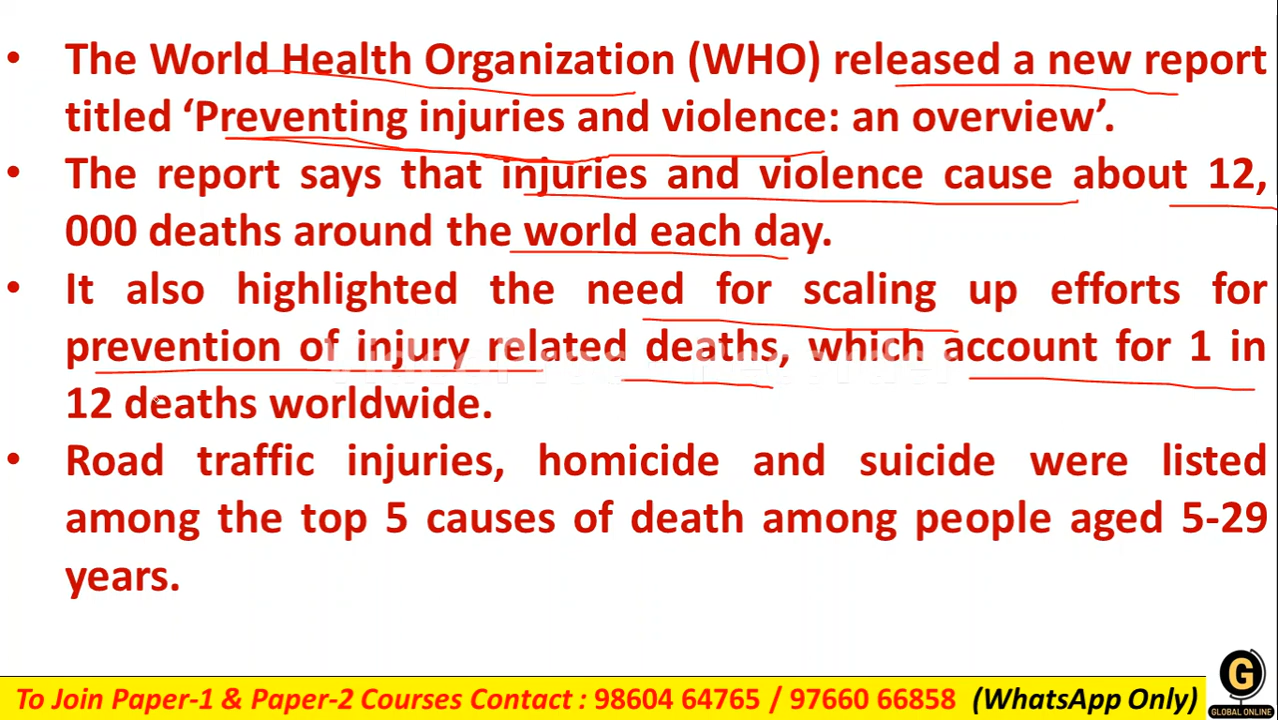 • The World Health Organization (WHO) released a new report
titled ‘Preventing injuries and violence: an overview’.
• The report says that injuries and violence cause about 12,
000 deaths around the world each day.
• It also highlighted the need for scaling up efforts for
prevention of injury related deaths, which account for 1 in
12 deaths worldwide.
• Road traffic injuries, homicide and suicide were listed
among the top 5 causes of death among people aged 5-29
years.
To Join Paper-1 & Paper-2 Courses Contact : 98604 64765 / 97660 66858 (WhatsApp Only)
G
GLOBAL ONLINE